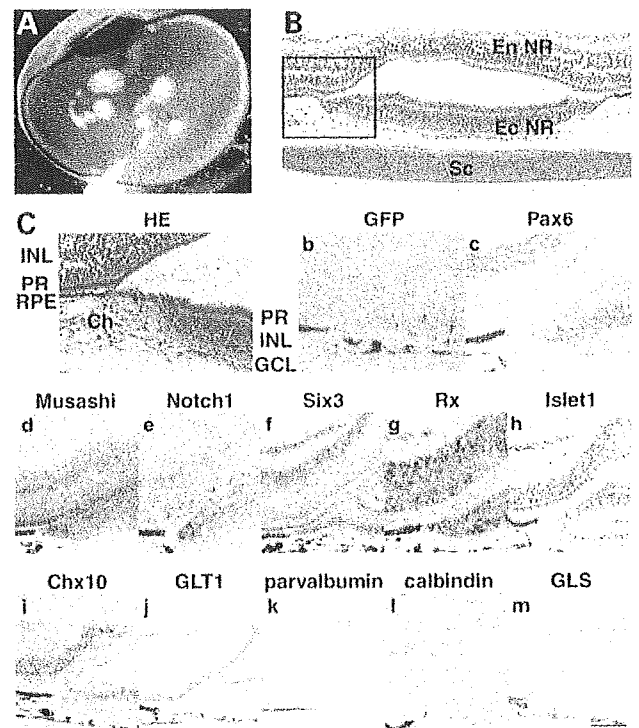 A
B
En NR
Ec NR
Sc
C
HE
GFP
Pax6
INL
PR
RPE
Ch
b
c
PR
INL
GCL
Musashi
Notch1
Six3
Rx
Islet1
d
e
f
g
h
Chx10
GLT1
parvalbumin
calbindin
GLS
i
j
k
l
m